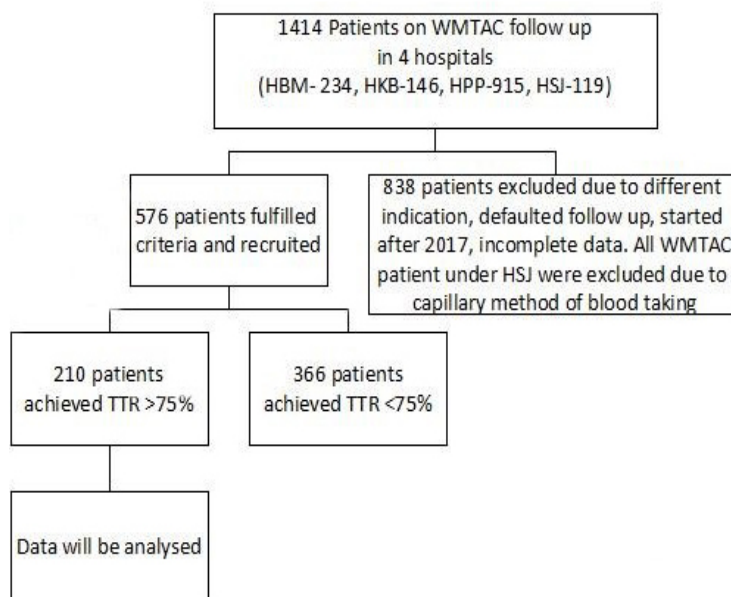 1414 Patients on WMTAC follow up
in 4 hospitals
(HBM- 234, HKB-146, HPP-915, HSJ-119)
576 patients fulfilled
criteria and recruited
838 patients excluded due to different
indication, defaulted follow up, started
after 2017, incomplete data. All WMTAC
patient under HSJ were excluded due to
capillary method of blood taking
210 patients
achieved TTR >75%
366 patients
achieved TTR <75%
Data will be analysed